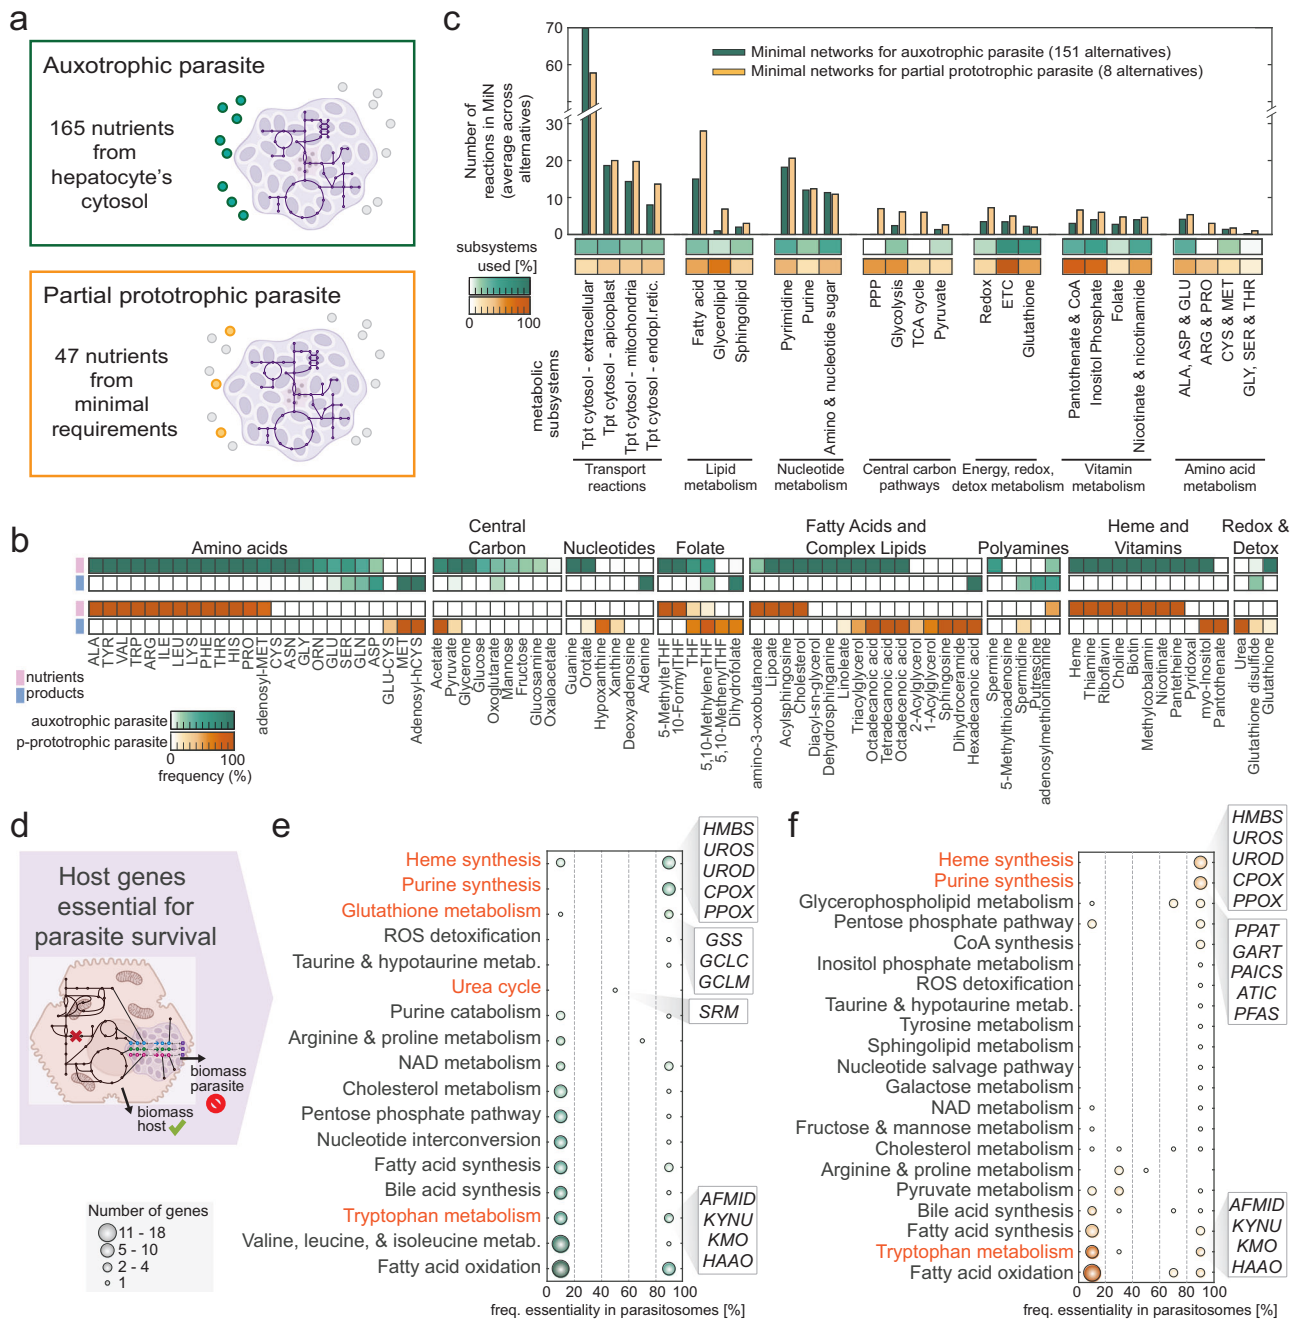 a
Auxotrophic parasite
165 nutrients
from
hepatocyte's
cytosol
Partial prototrophic parasite
47 nutrients
from
minimal
requirements
c
Number of
reactions in MiN
(average across
alternatives)
70
60
30
20
10
0
Minimal networks for auxotrophic parasite (151 alternatives)
Minimal networks for partial prototrophic parasite (8 alternatives)
subsystems
used [%]
0
100
metabolic
subsystems
Tpt cytosol - extracellular
Tpt cytosol - apicoplast
Tpt cytosol - mitochondria
Tpt cytosol - endopl.retic.
Fatty acid
Glycerolipid
Sphingolipid
Pyrimidine
Purine
Amino & nucleotide sugar
PPP
Glycolysis
TCA cycle
Pyruvate
Redox
ETC
Glutathione
Pantothenate & CoA
Inositol Phosphate
Folate
Nicotinate & nicotinamide
ALA, ASP & GLU
ARG & PRO
CYS & MET
GLY, SER & THR
Transport
reactions
Lipid
metabolism
Nucleotide
metabolism
Central carbon
pathways
Energy, redox,
detox metabolism
Vitamin
metabolism
Amino acid
metabolism
b
Amino acids
Central
Carbon
Nucleotides
Folate
Fatty Acids and
Complex Lipids
Polyamines
Heme and
Vitamins
Redox &
Detox
ALA
TYR
VAL
TRP
ARG
ILE
LEU
LYS
PHE
THR
HIS
PRO
adenosyl-MET
CYS
ASN
GLY
ORN
GLU
SER
GLN
ASP
GLU-CYS
MET
Adenosyl-hCYS
Acetate
Pyruvate
Glycerone
Glucose
Oxoglutarate
Mannose
Fructose
Glucosamine
Oxaloacetate
Guanine
Orotate
Hypoxanthine
Xanthine
Deoxyadenosine
Adenine
5-MethylteTHF
10-FormylTHF
THF
5,10-MethyleneTHF
5,10-MethenylTHF
Dihydrofolate
amino-3-oxobutanoate
Lipoate
Acylsphingosine
Cholesterol
Diacyl-sn-glycerol
Dehydrosphinganine
Linoleate
Triacylglycerol
Octadecanoic acid
Tetradecanoic acid
Octadecenoic acid
2-Acylglycerol
1-Acylglycerol
Sphingosine
Dihydroceramide
Hexadecanoic acid
Spermine
5-Methylthioadenosine
Spermidine
Putrescine
adenosylmethioninamine
Heme
Thiamine
Riboflavin
Choline
Biotin
Methylcobalamin
Nicotinate
Pantetheine
Pyridoxal
myo-Inositol
Pantothenate
Urea
Glutathione disulfide
Glutathione
nutrients
products
auxotrophic parasite
p-prototrophic parasite
0
100
frequency (%)
d
Host genes
essential for
parasite survival
biomass
parasite
biomass
host
Number of genes
11 - 18
5 - 10
2 - 4
1
e
Heme synthesis
Purine synthesis
Glutathione metabolism
ROS detoxification
Taurine & hypotaurine metab.
Urea cycle
Purine catabolism
Arginine & proline metabolism
NAD metabolism
Cholesterol metabolism
Pentose phosphate pathway
Nucleotide interconversion
Fatty acid synthesis
Bile acid synthesis
Tryptophan metabolism
Valine, leucine, & isoleucine metab.
Fatty acid oxidation
0 20 40 60 80 100
freq. essentiality in parasitosomes [%]
HMBS
UROS
UROD
CPOX
PPOX
GSS
GCLC
GCLM
SRM
AFMID
KYNU
KMO
HAAO
f
Heme synthesis
Purine synthesis
Glycerophospholipid metabolism
Pentose phosphate pathway
CoA synthesis
Inositol phosphate metabolism
ROS detoxification
Taurine & hypotaurine metab.
Tyrosine metabolism
Sphingolipid metabolism
Nucleotide salvage pathway
Galactose metabolism
NAD metabolism
Fructose & mannose metabolism
Cholesterol metabolism
Arginine & proline metabolism
Pyruvate metabolism
Bile acid synthesis
Fatty acid synthesis
Tryptophan metabolism
Fatty acid oxidation
0 20 40 60 80 100
freq. essentiality in parasitosomes [%]
HMBS
UROS
UROD
CPOX
PPOX
PPAT
GART
PAICS
ATIC
PFAS
AFMID
KYNU
KMO
HAAO